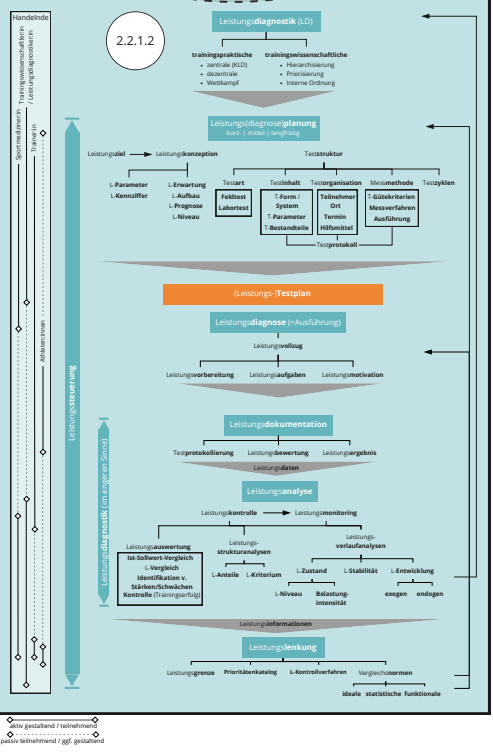 Handelnde
Sportmediziner:in
Trainingswissenschaftler:in
/ Leistungsdiagnostiker:in
Trainer:in
Athleten:innen
2.2.1.2
Leistungsdiagnostik (LD)
trainingspraktische
• zentrale (KLD)
• dezentrale
• Wettkampf
trainingswissenschaftliche
• Hierarchisierung
• Priorisierung
• Interne Ordnung
Leistungssteuerung
Leistungs(diagnose)planung
kurz- | mittel-| langfristig
Leistungsziel
Leistungskonzeption
L-Parameter
L-Kennziffer
L-Erwartung
L-Aufbau
L-Prognose
L-Niveau
Teststruktur
Testart
Testinhalt
Testorganisation
Messmethode
Testzyklen
Feldtest
Labortest
T-Form /
System
T-Parameter
T-Bestandteile
Teilnehmer
Ort
Termin
Hilfsmittel
T-Gütekriterien
Messverfahren
Ausführung
Testprotokoll
(Leistungs-)Testplan
Leistungsdiagnose (=Ausführung)
Leistungsvollzug
Leistungsvorbereitung
Leistungsaufgaben
Leistungsmotivation
Leistungsdiagnostik (im engeren Sinne)
Leistungsdokumentation
Testprotokollierung
Leistungsbewertung
Leistungsergebnis
Leistungsdaten
Leistungsanalyse
Leistungskontrolle
Leistungsmonitoring
Leistungsauswertung
Ist-Sollwert-Vergleich
L-Vergleich
Identifikation v.
Stärken/Schwächen
Kontrolle (Trainingserfolg)
Leistungs-
strukturanalysen
L-Anteile
L-Kriterium
Leistungs-
verlaufanalysen
L-Zustand
L-Stabilität
L-Entwicklung
L-Niveau
Belastung-
intensität
exogen
endogen
Leistungsinformationen
Leistungslenkung
Leistungsgrenze
Prioritätenkatalog
L-Kontrollverfahren
Vergleichsnormen
ideale
statistische
funktionale
aktiv gestaltend / teilnehmend
passiv teilnehmend / ggf. gestaltend